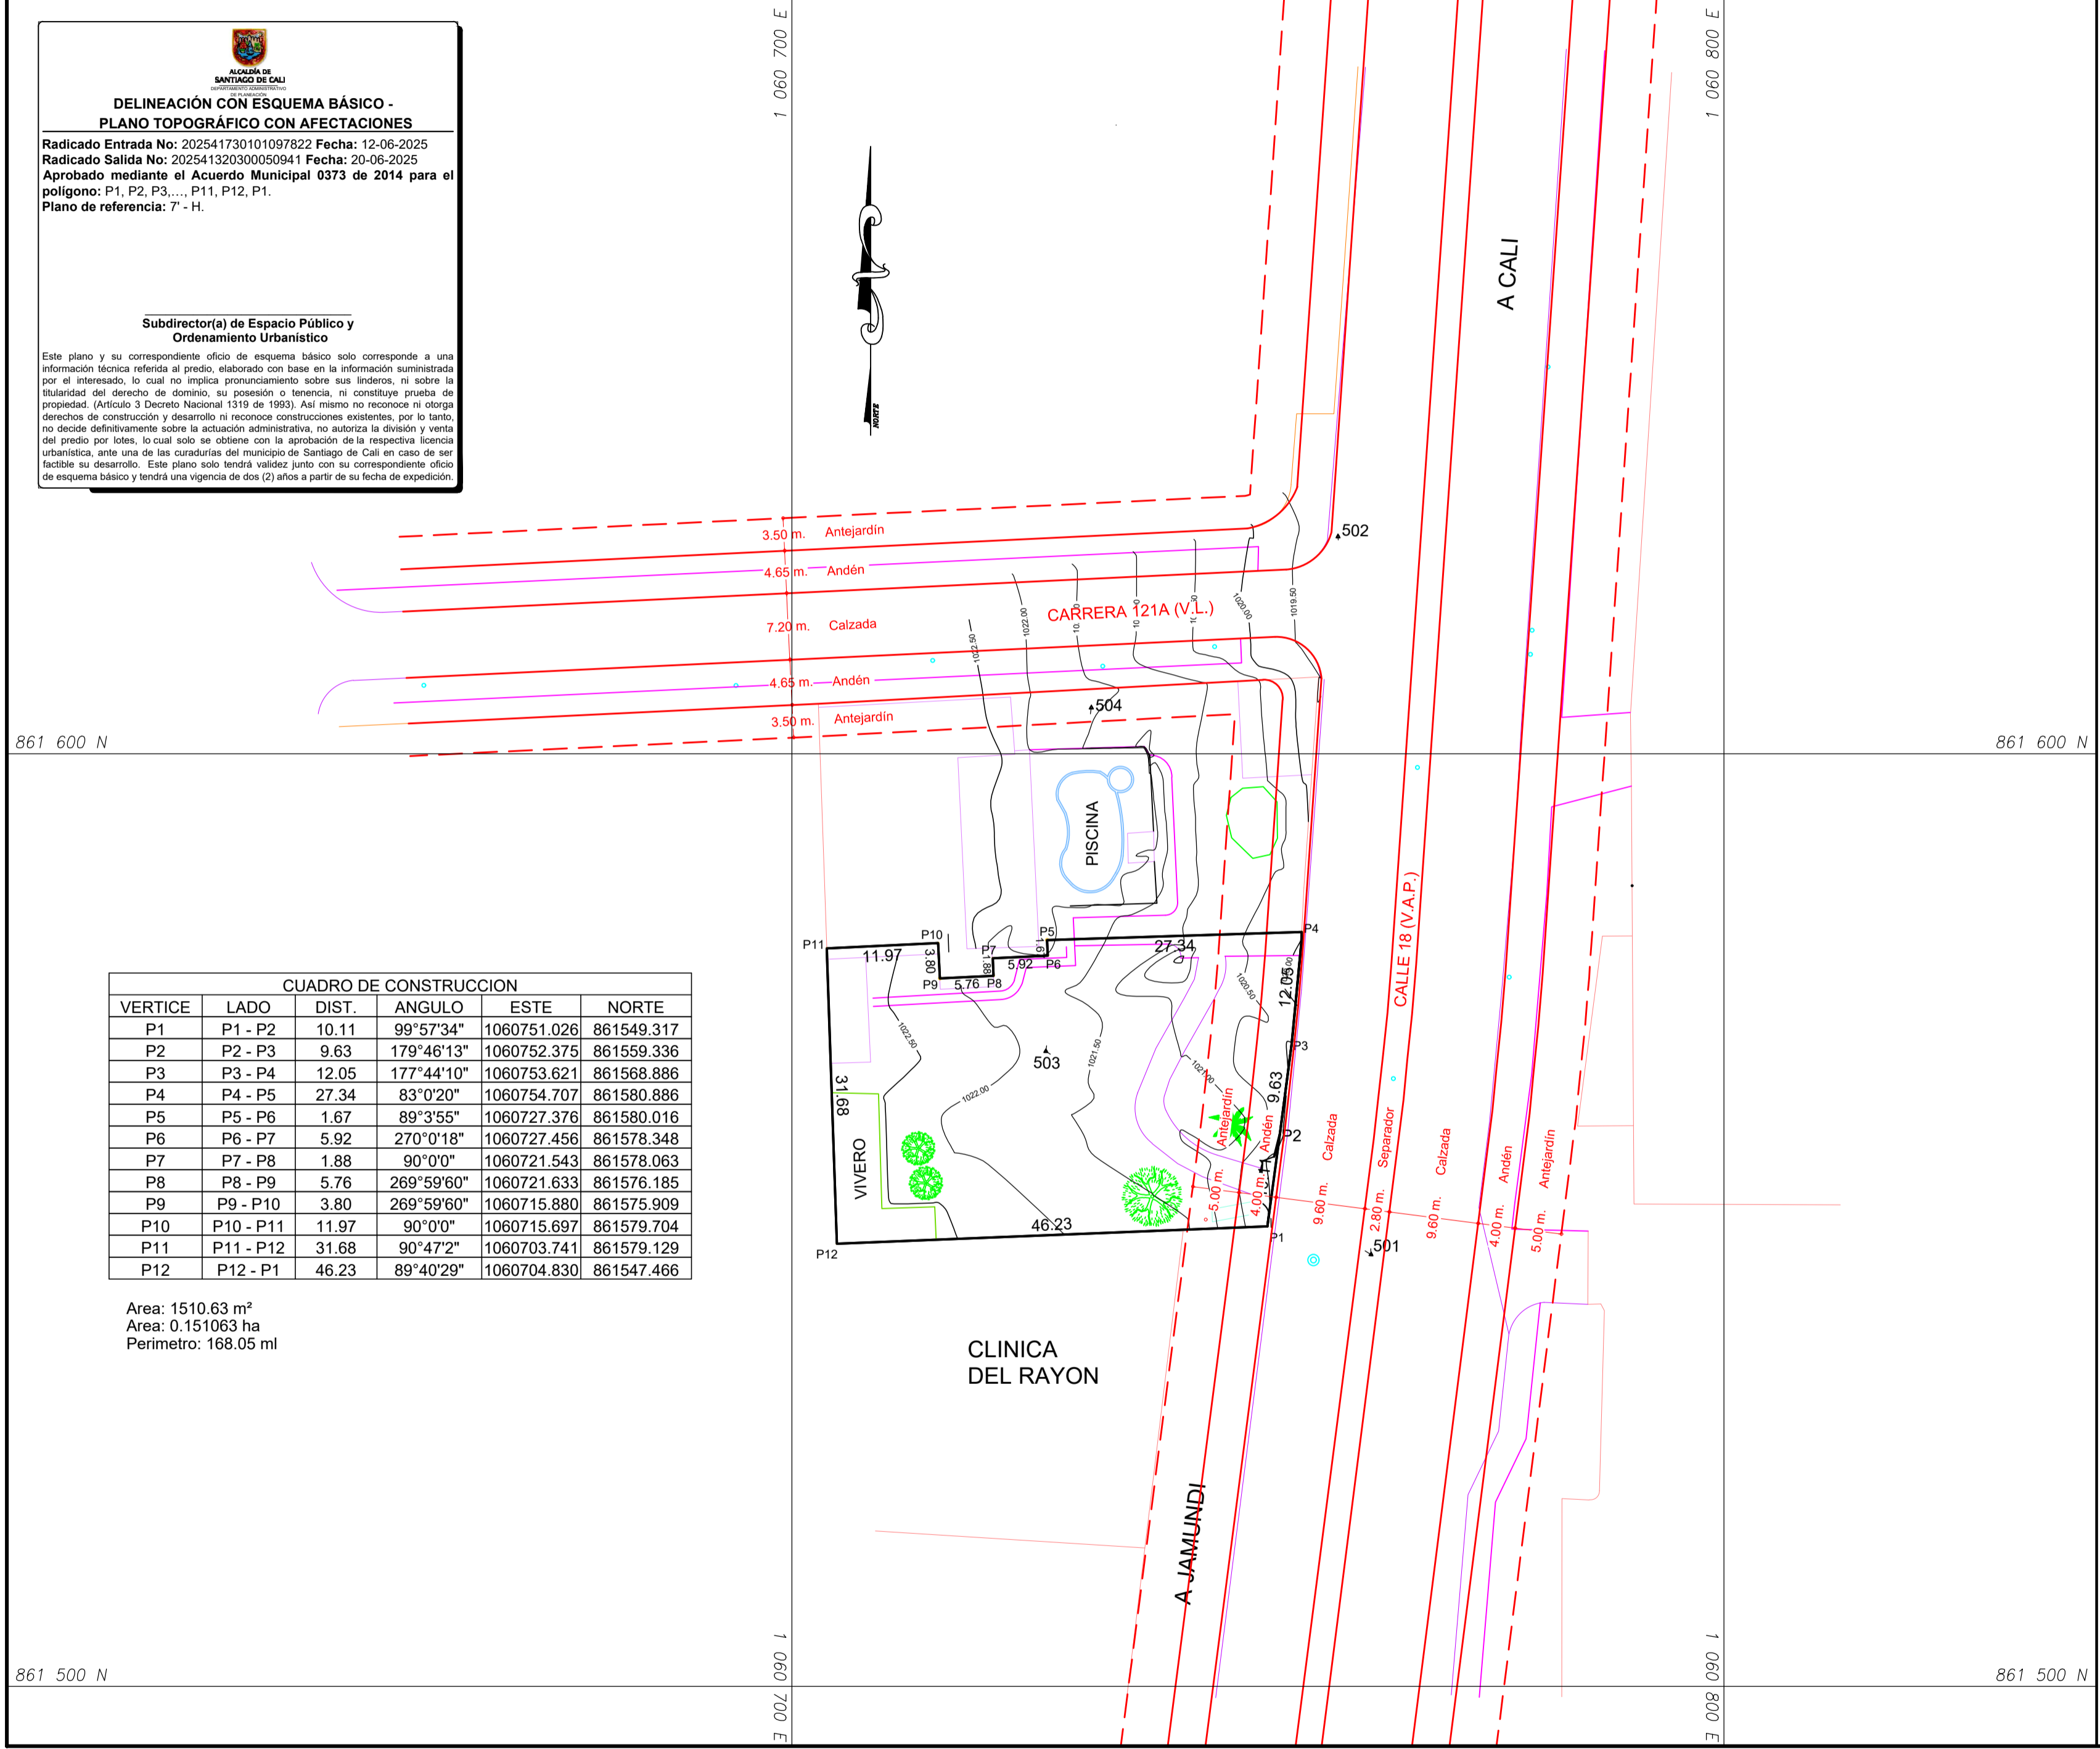 ALCALDÍA DE
SANTIAGO DE CALI
DEPARTAMENTO ADMINISTRATIVO
DE PLANEACIÓN
DELINEACIÓN CON ESQUEMA BÁSICO -
PLANO TOPOGRÁFICO CON AFECTACIONES
Radicado Entrada No: 202541730101097822 Fecha: 12-06-2025
Radicado Salida No: 202541320300050941 Fecha: 20-06-2025
Aprobado mediante el Acuerdo Municipal 0373 de 2014 para el
polígono: P1, P2, P3,..., P11, P12, P1.
Plano de referencia: 7' - H.
Subdirector(a) de Espacio Público y
Ordenamiento Urbanístico
Este plano y su correspondiente oficio de esquema básico solo corresponde a una
información técnica referida al predio, elaborado con base en la información suministrada
por el interesado, lo cual no implica pronunciamiento sobre sus linderos, ni sobre la
titularidad del derecho de dominio, su posesión o tenencia, ni constituye prueba de
propiedad. (Artículo 3 Decreto Nacional 1319 de 1993). Así mismo no reconoce ni otorga
derechos de construcción y desarrollo ni reconoce construcciones existentes, por lo tanto,
no decide definitivamente sobre la actuación administrativa, no autoriza la división y venta
del predio por lotes, lo cual solo se obtiene con la aprobación de la respectiva licencia
urbanística, ante una de las curadurías del municipio de Santiago de Cali en caso de ser
factible su desarrollo. Este plano solo tendrá validez junto con su correspondiente oficio
de esquema básico y tendrá una vigencia de dos (2) años a partir de su fecha de expedición.
1 060 700 E
1 060 800 E
NORTE
A CALI
3.50 m. Antejardín
4.65 m. Andén
7.20 m. Calzada
4.65 m. Andén
3.50 m. Antejardín
CARRERA 121A (V.L.)
1022.50
1022.00
1020.00
1019.50
502
504
861 600 N
861 600 N
PISCINA
CALLE 18 (V.A.P.)
P11
P10
P7
P5
P4
P9
P8
P6
P3
P2
P1
P12
11.97
3.80
5.76
1.88
5.92
27.34
12.05
9.63
46.23
31.68
1022.50
1022.00
1021.50
1021.00
1020.50
503
501
VIVERO
5.00 m. Antejardín
4.00 m. Andén
9.60 m. Calzada
2.80 m. Separador
9.60 m. Calzada
4.00 m. Andén
5.00 m. Antejardín
CUADRO DE CONSTRUCCION
VERTICE LADO DIST. ANGULO ESTE NORTE
P1 P1 - P2 10.11 99°57'34" 1060751.026 861549.317
P2 P2 - P3 9.63 179°46'13" 1060752.375 861559.336
P3 P3 - P4 12.05 177°44'10" 1060753.621 861568.886
P4 P4 - P5 27.34 83°0'20" 1060754.707 861580.886
P5 P5 - P6 1.67 89°3'55" 1060727.376 861580.016
P6 P6 - P7 5.92 270°0'18" 1060727.456 861578.348
P7 P7 - P8 1.88 90°0'0" 1060721.543 861578.063
P8 P8 - P9 5.76 269°59'60" 1060721.633 861576.185
P9 P9 - P10 3.80 269°59'60" 1060715.880 861575.909
P10 P10 - P11 11.97 90°0'0" 1060715.697 861579.704
P11 P11 - P12 31.68 90°47'2" 1060703.741 861579.129
P12 P12 - P1 46.23 89°40'29" 1060704.830 861547.466
Area: 1510.63 m²
Area: 0.151063 ha
Perimetro: 168.05 ml
CLINICA
DEL RAYON
A JAMUNDI
861 500 N
861 500 N
1 060 700 E
1 060 800 E